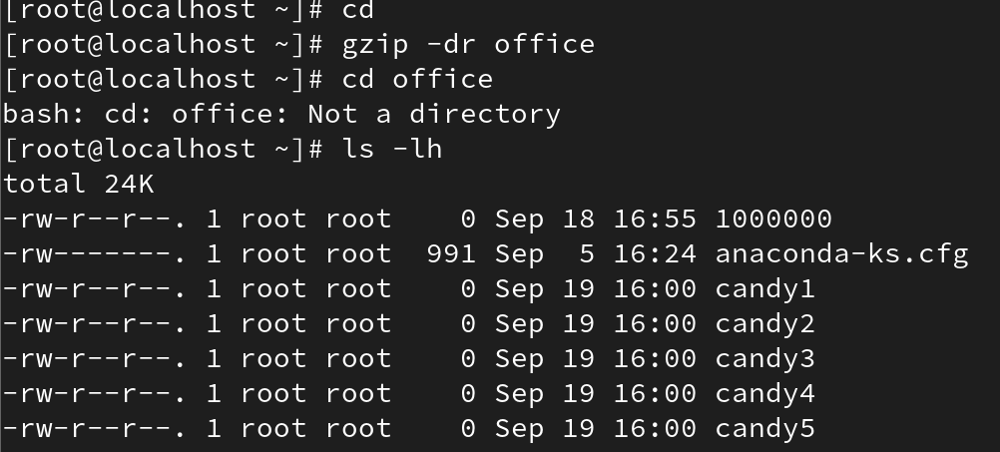 [root@localhost ~]# cd
[root@localhost ~]# gzip -dr office
[root@localhost ~]# cd office
bash: cd: office: Not a directory
[root@localhost ~]# ls -lh
total 24K
-rw-r--r--. 1 root root    0 Sep 18 16:55 1000000
-rw-------. 1 root root  991 Sep  5 16:24 anaconda-ks.cfg
-rw-r--r--. 1 root root    0 Sep 19 16:00 candy1
-rw-r--r--. 1 root root    0 Sep 19 16:00 candy2
-rw-r--r--. 1 root root    0 Sep 19 16:00 candy3
-rw-r--r--. 1 root root    0 Sep 19 16:00 candy4
-rw-r--r--. 1 root root    0 Sep 19 16:00 candy5